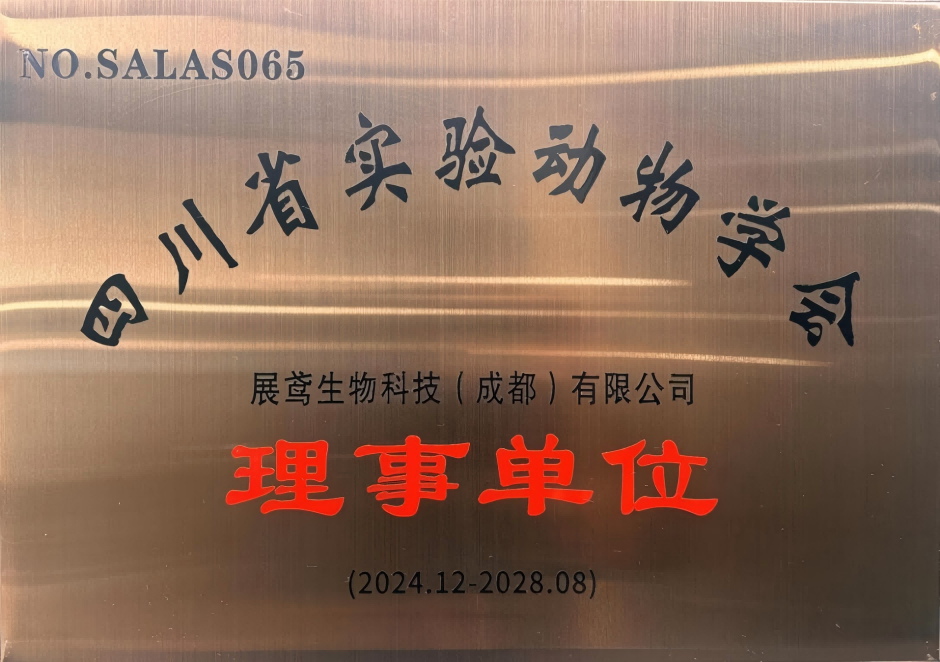 NO.SALAS065
四川省实验动物学会
展鸢生物科技（成都）有限公司
理事单位
(2024.12-2028.08)